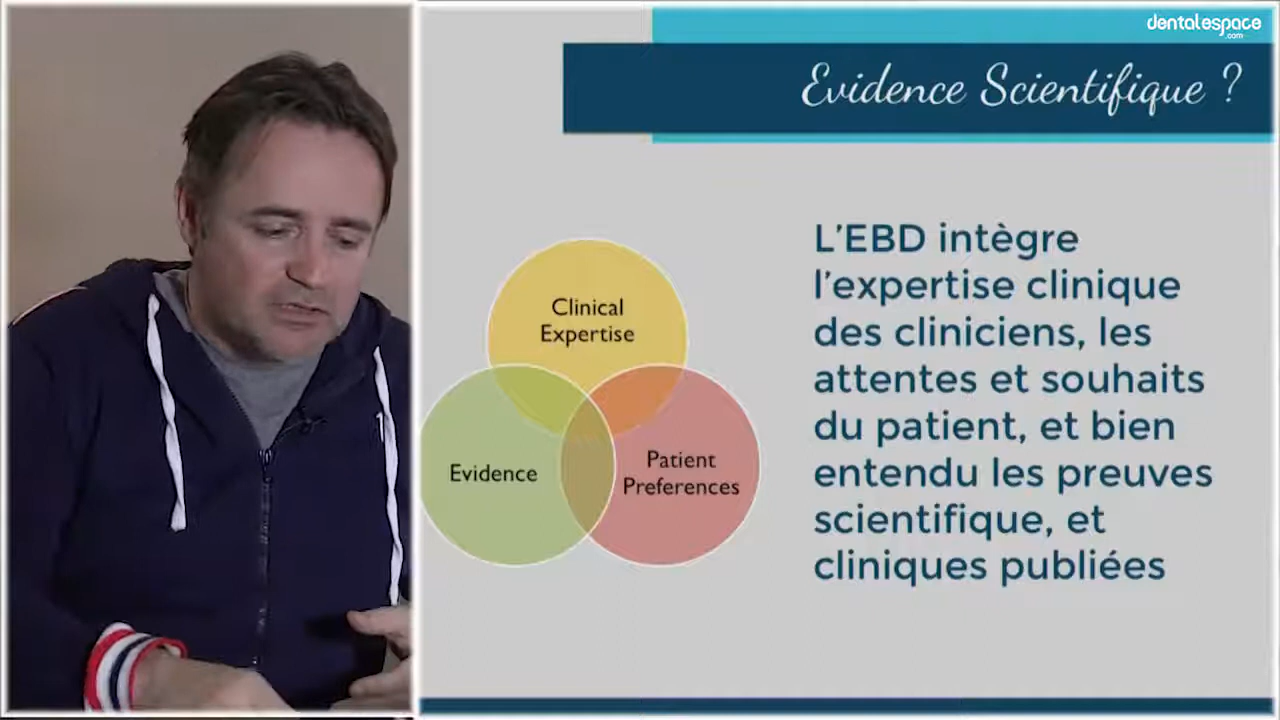 dentalespace
.com
Evidence Scientifique ?
Clinical
Expertise
Evidence
Patient
Preferences
L'EBD intègre
l'expertise clinique
des cliniciens, les
attentes et souhaits
du patient, et bien
entendu les preuves
scientifique, et
cliniques publiées